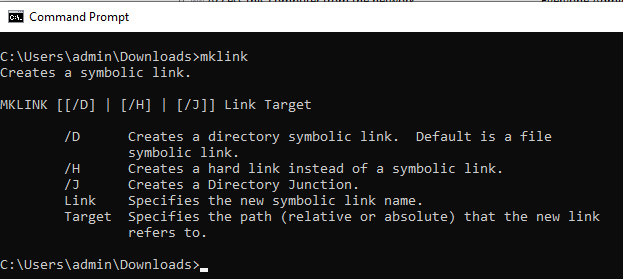 Command Prompt
C:\Users\admin\Downloads>mklink
Creates a symbolic link.
MKLINK [[/D] | [/H] | [/J]] Link Target
/D      Creates a directory symbolic link.  Default is a file
symbolic link.
/H      Creates a hard link instead of a symbolic link.
/J      Creates a Directory Junction.
Link    Specifies the new symbolic link name.
Target  Specifies the path (relative or absolute) that the new link
refers to.
C:\Users\admin\Downloads>